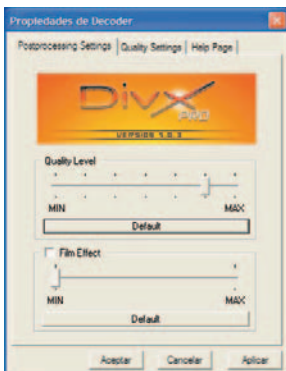 Propiedades de Decoder
Postprocessing Settings
Quality Settings
Help Page
DivX
PRO
VERSION 5.0.3
Quality Level
MIN
MAX
Default
Film Effect
MIN
MAX
Default
Aceptar
Cancelar
Aplicar